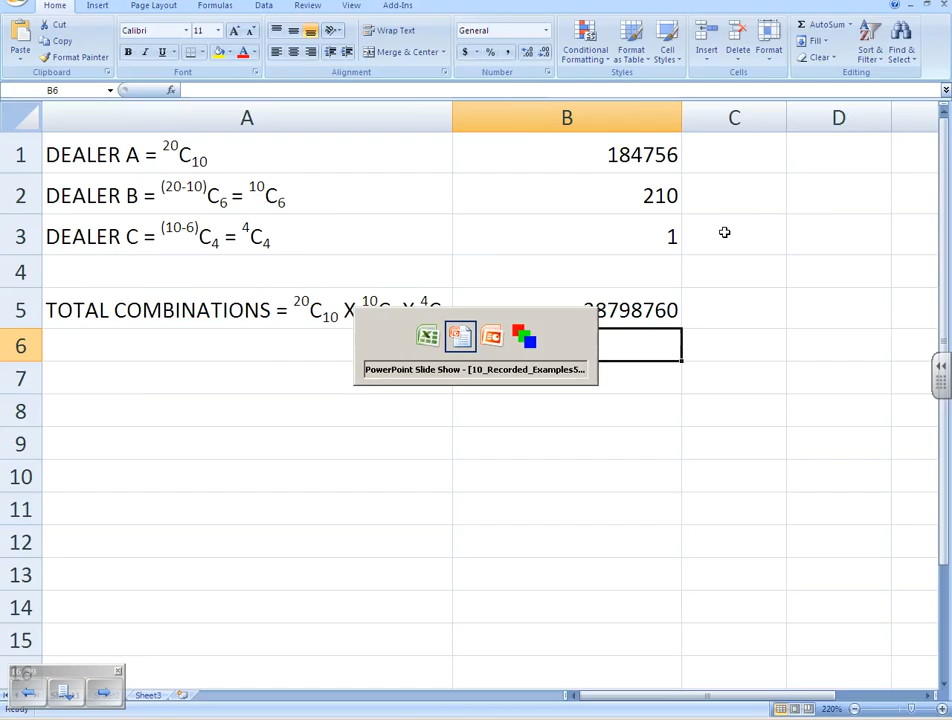 Home Insert Page Layout Formulas Data Review View Add-Ins
Cut
Copy
Format Painter
Paste
Clipboard
Calibri 11
Font
Wrap Text
Merge & Center
Alignment
General
Number
Conditional Formatting
Format as Table
Cell Styles
Styles
Insert Delete Format
Cells
AutoSum
Fill
Clear
Sort & Filter
Find & Select
Editing
B6
A B C D
1 DEALER A = ²⁰C₁₀ 184756
2 DEALER B = ⁽²⁰⁻¹⁰⁾C₆ = ¹⁰C₆ 210
3 DEALER C = ⁽¹⁰⁻⁶⁾C₄ = ⁴C₄ 1
4
5 TOTAL COMBINATIONS = ²⁰C₁₀ X ¹⁰C X ⁴C 8798760
6
PowerPoint Slide Show - [10_Recorded_Examples5...
7
8
9
10
11
12
13
14
15
16
Sheet3
Ready
220%